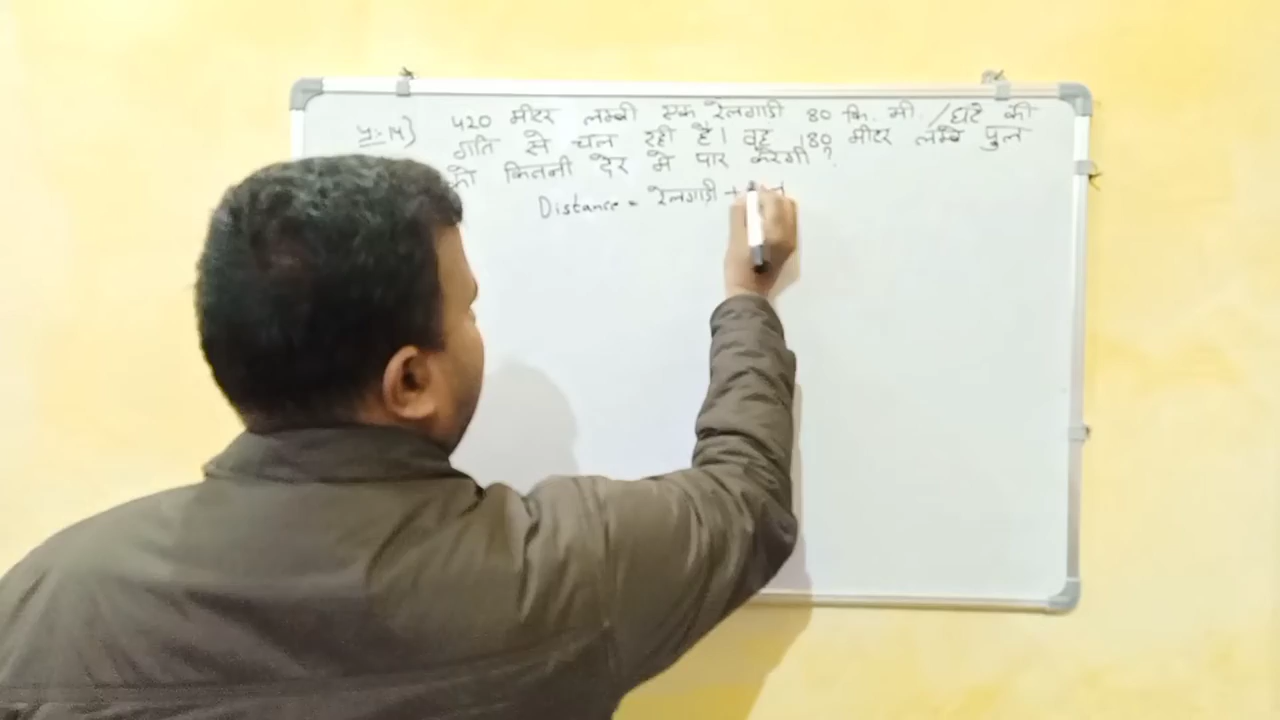 प्र. 14) 420 मीटर लम्बी एक रेलगाडी 80 कि. मी. /घंटे की
गति से चल रही है। वह 180 मीटर लम्बे पुल
को कितनी देर मे पार करेगी?
Distance = रेलगाडी +